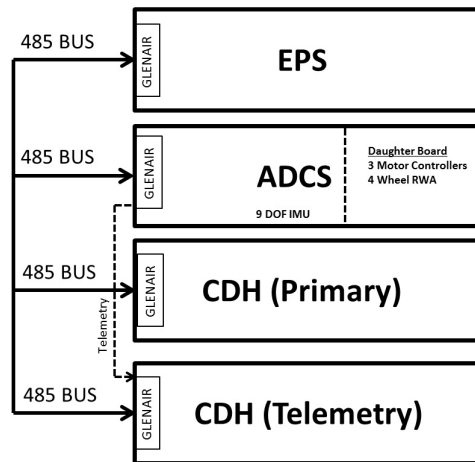 485 BUS
GLENAIR
EPS
485 BUS
GLENAIR
ADCS
9 DOF IMU
Daughter Board
3 Motor Controllers
4 Wheel RWA
485 BUS
GLENAIR
CDH (Primary)
Telemetry
485 BUS
GLENAIR
CDH (Telemetry)